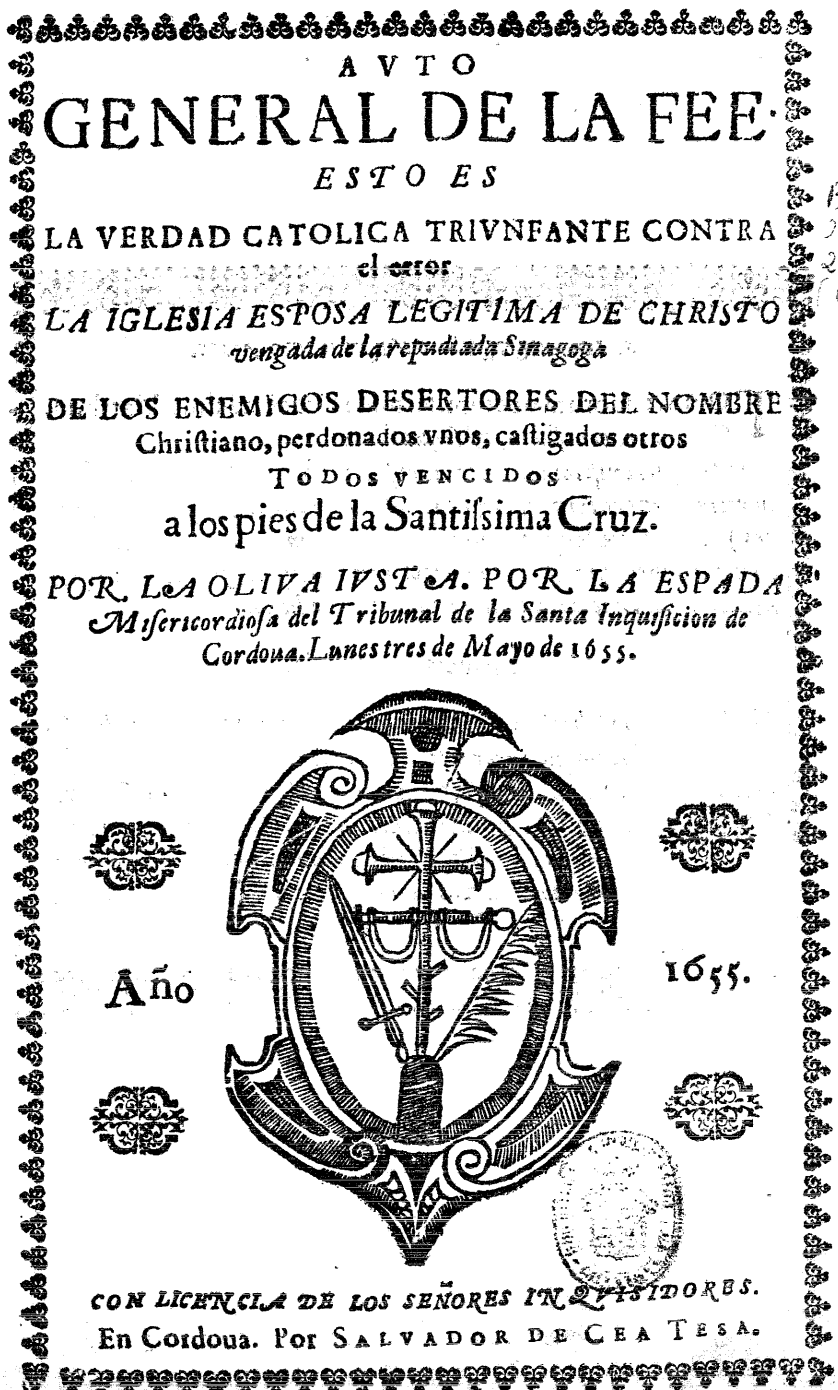 AVTO
GENERAL DE LA FEE.
ESTO ES
LA VERDAD CATOLICA TRIVNFANTE CONTRA
el error
LA IGLESIA ESPOSA LEGITIMA DE CHRISTO
vengada de la repudiada Sinagoga
DE LOS ENEMIGOS DESERTORES DEL NOMBRE
Chriſtiano, perdonados vnos, caſtigados otros
TODOS VENCIDOS
a los pies de la Santiſsima Cruz.
POR LA OLIVA IVSTA. POR LA ESPADA
Miſericordioſa del Tribunal de la Santa Inquiſicion de
Cordoua. Lunes tres de Mayo de 1655.
Año 1655.
CON LICENCIA DE LOS SEÑORES INQVISIDORES.
En Cordoua. Por SALVADOR DE CEA TESA.